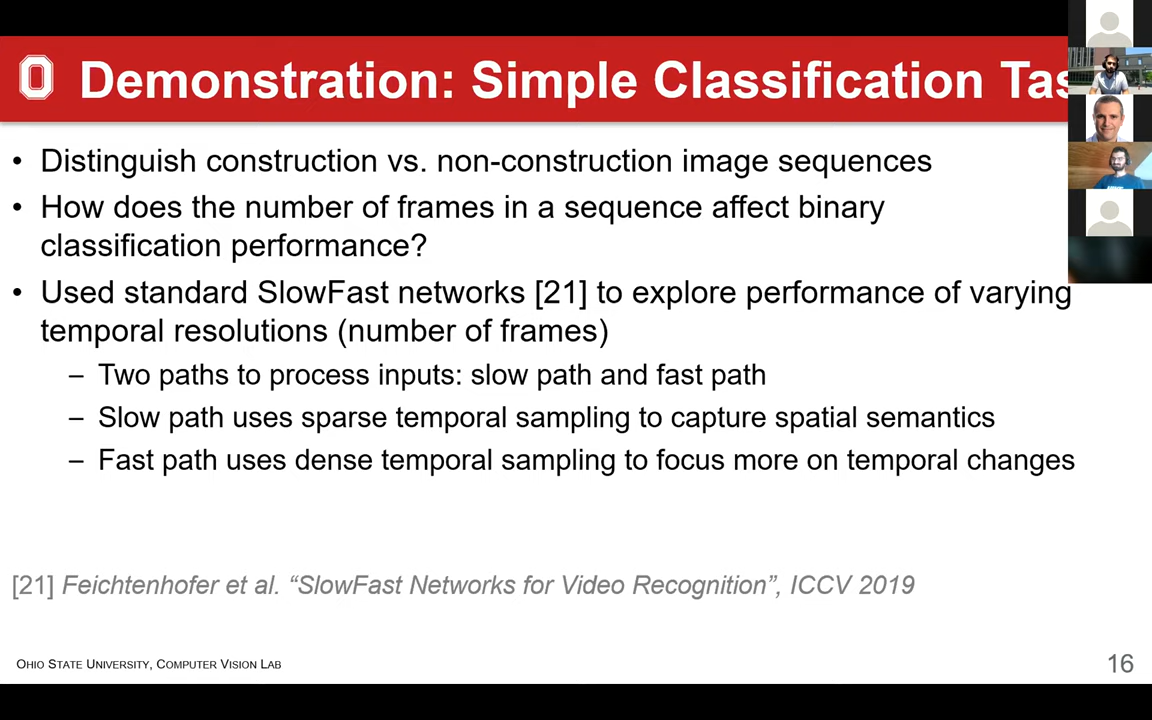 Demonstration: Simple Classification Tas
• Distinguish construction vs. non-construction image sequences
• How does the number of frames in a sequence affect binary
classification performance?
• Used standard SlowFast networks [21] to explore performance of varying
temporal resolutions (number of frames)
– Two paths to process inputs: slow path and fast path
– Slow path uses sparse temporal sampling to capture spatial semantics
– Fast path uses dense temporal sampling to focus more on temporal changes
[21] Feichtenhofer et al. “SlowFast Networks for Video Recognition”, ICCV 2019
OHIO STATE UNIVERSITY, COMPUTER VISION LAB
16